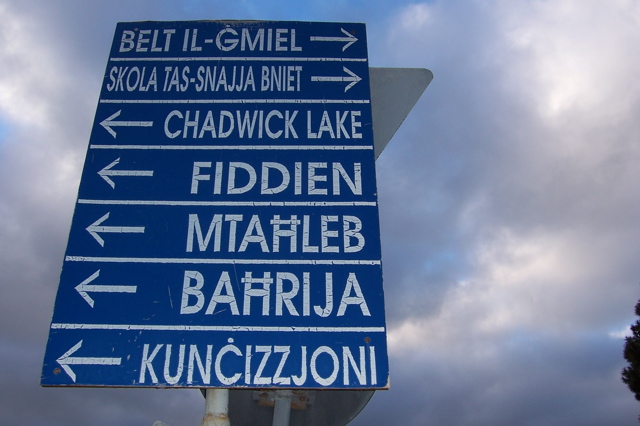 BELT IL-ĠMIEL
SKOLA TAS-SNAJJA BNIET
CHADWICK LAKE
FIDDIEN
MTAĦLEB
BAĦRIJA
KUNĊIZZJONI